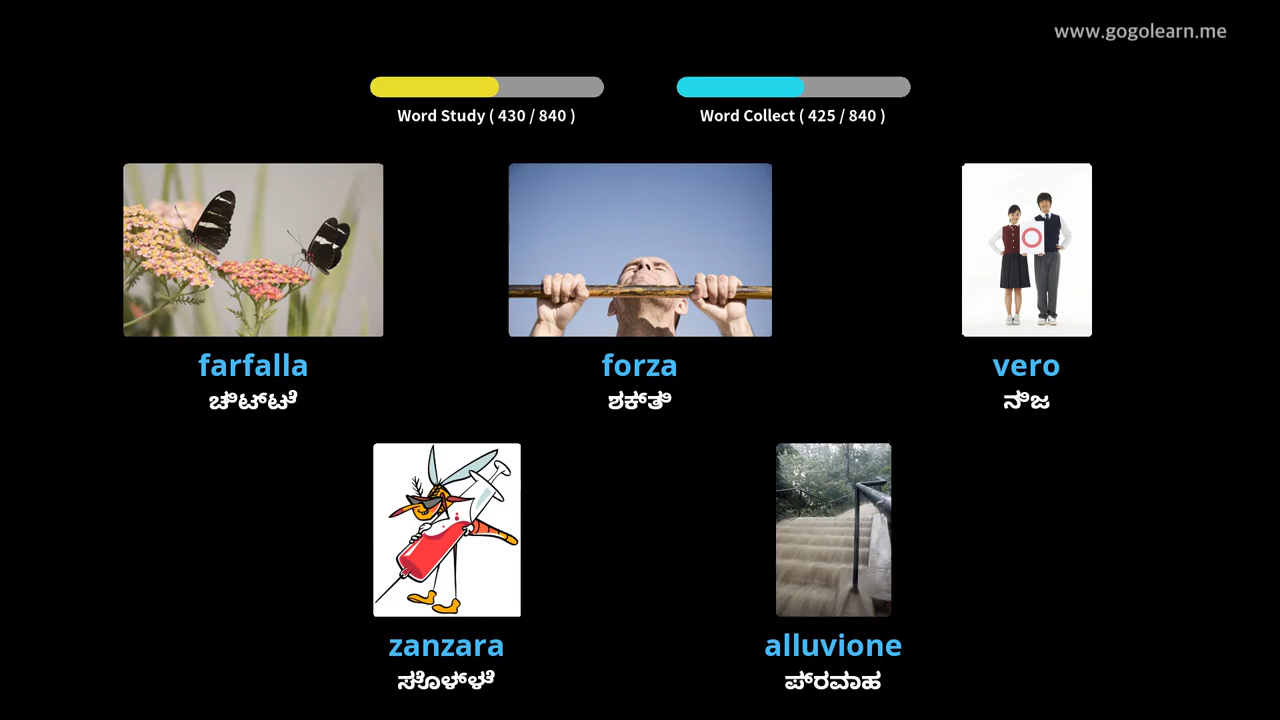 www.gogolearn.me
Word Study ( 430 / 840 )
Word Collect ( 425 / 840 )
farfalla
ಚಿಟ್ಟೆ
forza
ಶಕ್ತಿ
vero
ನಿಜ
zanzara
ಸೊಳ್ಳೆ
alluvione
ಪ್ರವಾಹ